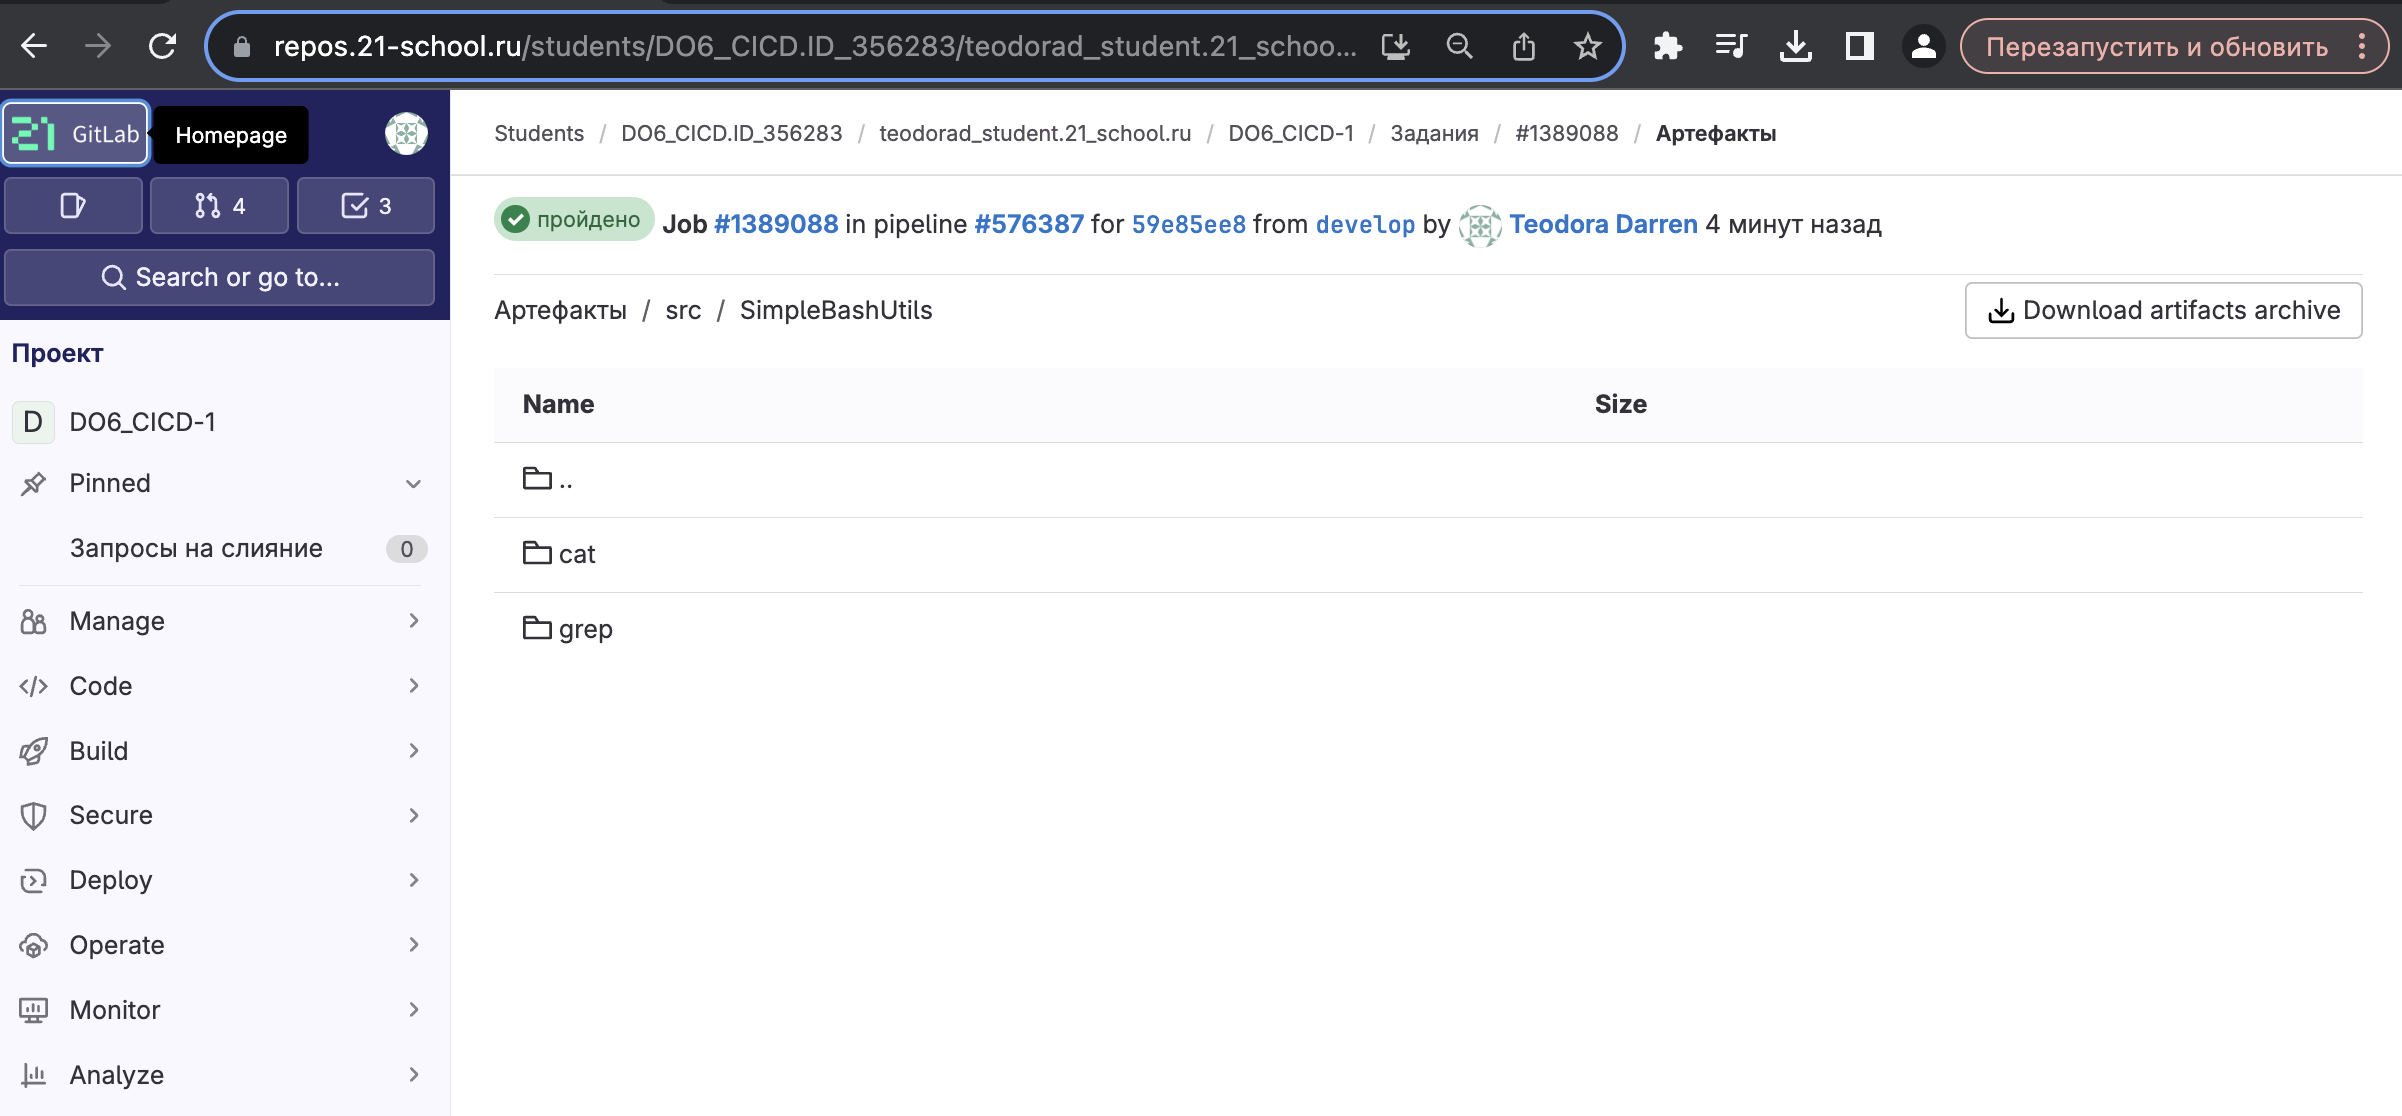 repos.21-school.ru/students/DO6_CICD.ID_356283/teodorad_student.21_schoo...
Перезапустить и обновить
GitLab
Homepage
Students / DO6_CICD.ID_356283 / teodorad_student.21_school.ru / DO6_CICD-1 / Задания / #1389088 / Артефакты
4
3
Search or go to...
пройдено Job #1389088 in pipeline #576387 for 59e85ee8 from develop by Teodora Darren 4 минут назад
Артефакты / src / SimpleBashUtils
Download artifacts archive
Проект
D DO6_CICD-1
Pinned
Запросы на слияние 0
Manage
Code
Build
Secure
Deploy
Operate
Monitor
Analyze
Name Size
..
cat
grep